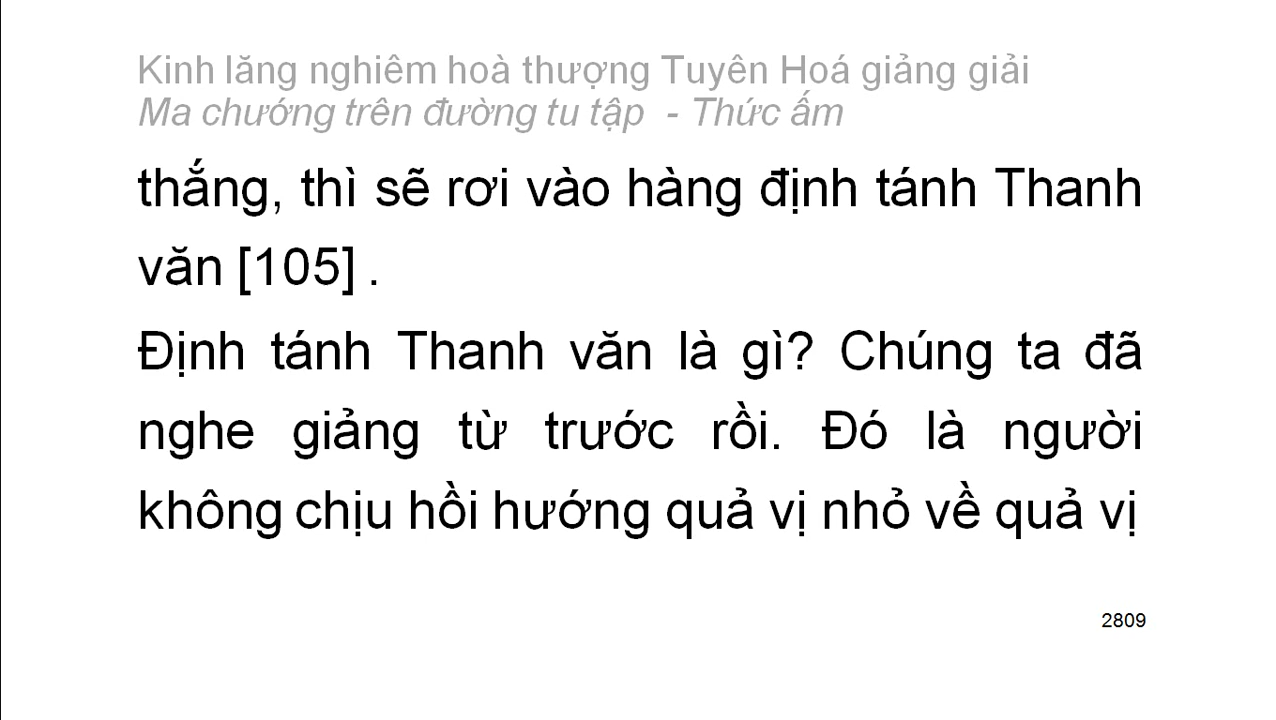 Kinh lăng nghiêm hoà thượng Tuyên Hoá giảng giải
Ma chướng trên đường tu tập - Thức ấm
thắng, thì sẽ rơi vào hàng định tánh Thanh
văn [105] .
Định tánh Thanh văn là gì? Chúng ta đã
nghe giảng từ trước rồi. Đó là người
không chịu hồi hướng quả vị nhỏ về quả vị
2809